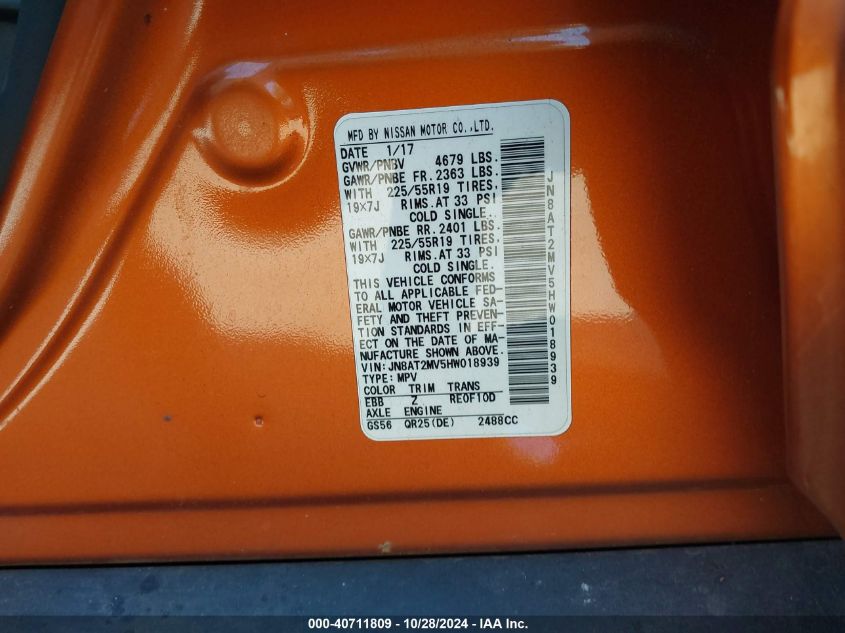 MFD BY NISSAN MOTOR CO.,LTD.
DATE 1/17
GVWR/PNBV 4679 LBS.
GAWR/PNBE FR. 2363 LBS.
WITH 225/55R19 TIRES,
19X7J RIMS. AT 33 PSI
COLD SINGLE.
GAWR/PNBE RR. 2401 LBS.
WITH 225/55R19 TIRES,
19X7J RIMS. AT 33 PSI
COLD SINGLE.
THIS VEHICLE CONFORMS
TO ALL APPLICABLE FED-
ERAL MOTOR VEHICLE SA-
FETY AND THEFT PREVEN-
TION STANDARDS IN EFF-
ECT ON THE DATE OF MA-
NUFACTURE SHOWN ABOVE.
VIN: JN8AT2MV5HW018939
TYPE: MPV
COLOR TRIM TRANS
EBB Z RE0F10D
AXLE ENGINE
GS56 QR25(DE) 2488CC
JN8AT2MV5HW018939
000-40711809 - 10/28/2024 - IAA Inc.